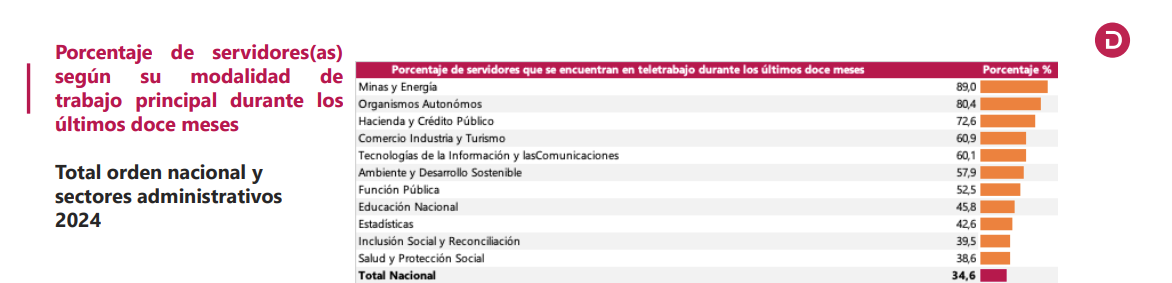 Porcentaje de servidores(as)
según su modalidad de
trabajo principal durante los
últimos doce meses
Total orden nacional y
sectores administrativos
2024
D
Porcentaje de servidores que se encuentran en teletrabajo durante los últimos doce meses Porcentaje %
Minas y Energía 89,0
Organismos Autonómos 80,4
Hacienda y Crédito Público 72,6
Comercio Industria y Turismo 60,9
Tecnologías de la Información y lasComunicaciones 60,1
Ambiente y Desarrollo Sostenible 57,9
Función Pública 52,5
Educación Nacional 45,8
Estadísticas 42,6
Inclusión Social y Reconciliación 39,5
Salud y Protección Social 38,6
Total Nacional 34,6